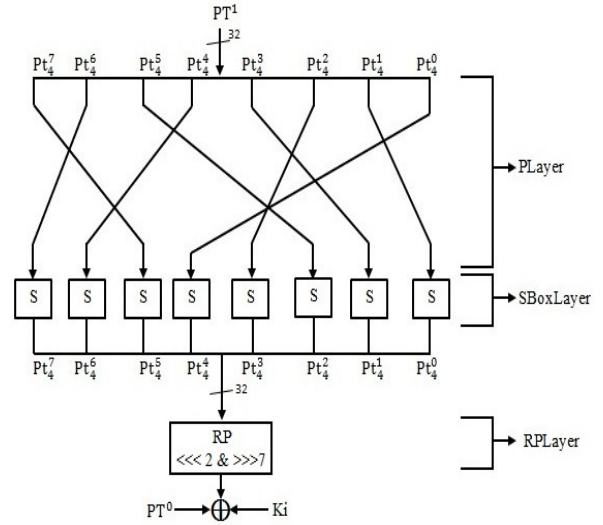 PT¹
32
Pt₄⁷ Pt₄⁶ Pt₄⁵ Pt₄⁴ Pt₄³ Pt₄² Pt₄¹ Pt₄⁰
PLayer
S S S S S S S S
SBoxLayer
Pt₄⁷ Pt₄⁶ Pt₄⁵ Pt₄⁴ Pt₄³ Pt₄² Pt₄¹ Pt₄⁰
32
RP
<<< 2 & >>>7
RPLayer
PT⁰ Ki